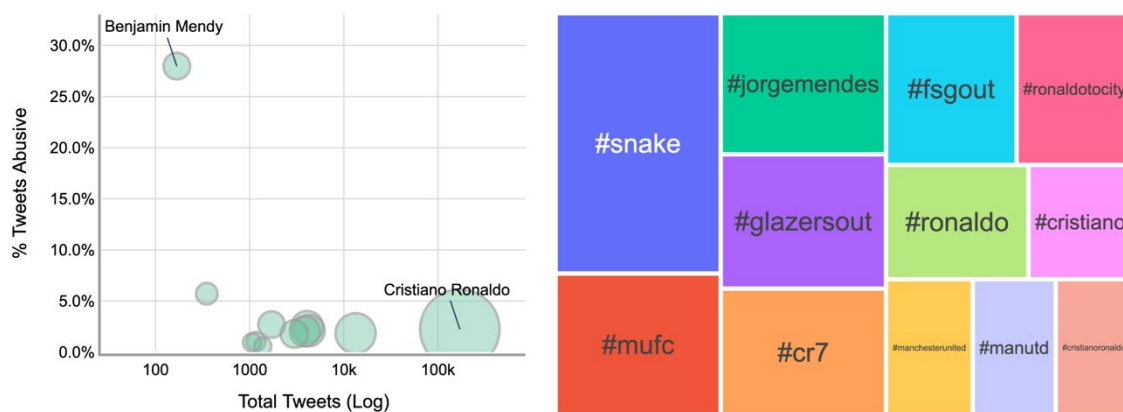 Benjamin Mendy
30.0%
25.0%
20.0%
15.0%
10.0%
5.0%
0.0%
% Tweets Abusive
Cristiano Ronaldo
100
1000
10k
100k
Total Tweets (Log)
#snake
#mufc
#jorgemendes
#glazersout
#cr7
#fsgout
#ronaldotocity
#ronaldo
#cristiano
#manchesterunited
#manutd
#cristianoronaldo